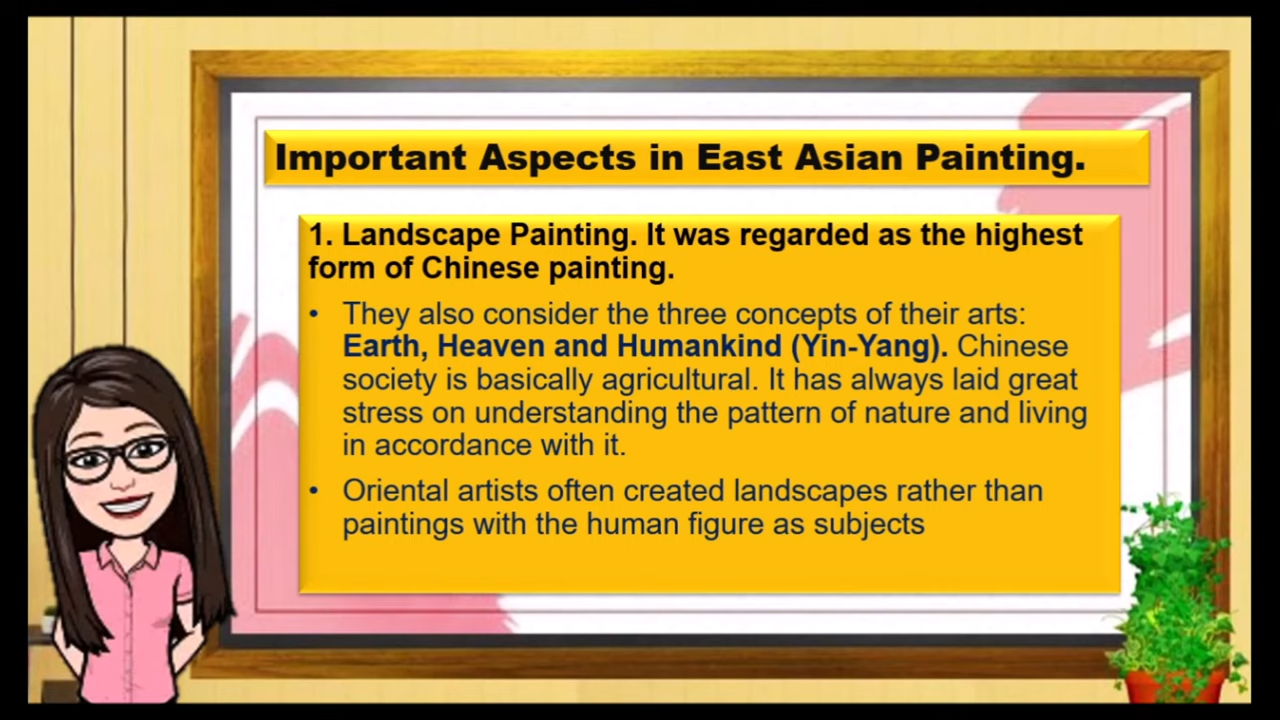 Important Aspects in East Asian Painting.
1. Landscape Painting. It was regarded as the highest
form of Chinese painting.
• They also consider the three concepts of their arts:
Earth, Heaven and Humankind (Yin-Yang). Chinese
society is basically agricultural. It has always laid great
stress on understanding the pattern of nature and living
in accordance with it.
• Oriental artists often created landscapes rather than
paintings with the human figure as subjects